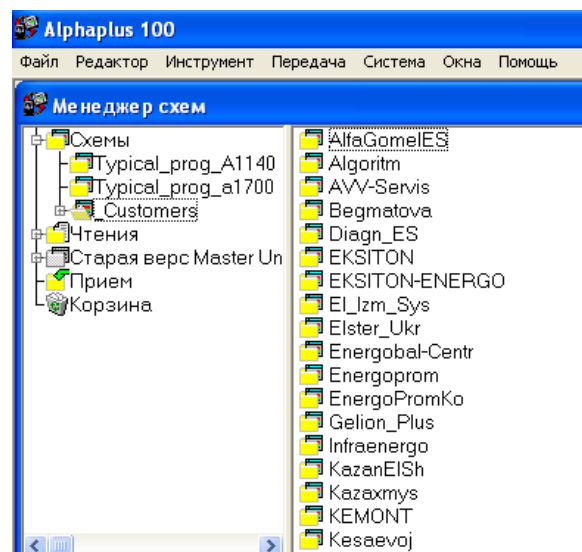 Alphaplus 100
Файл Редактор Инструмент Передача Система Окна Помощь
Менеджер схем
Схемы
Typical_prog_A1140
Typical_prog_a1700
_Customers
Чтения
Старая верс Master Un
Прием
Корзина
AlfaGomelES
Algoritm
AVV-Servis
Begmatova
Diagn_ES
EKSITON
EKSITON-ENERGO
El_Izm_Sys
Elster_Ukr
Energobal-Centr
Energoprom
EnergoPromKo
Gelion_Plus
Infraenergo
KazanElSh
Kazaxmys
KEMONT
Kesaevoj